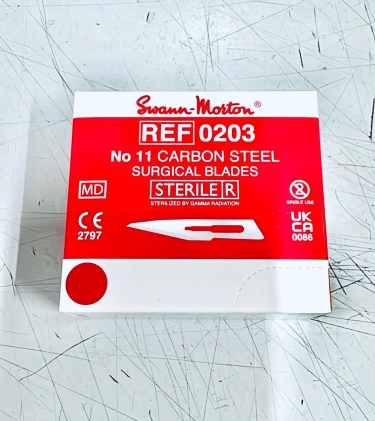 Swann-Morton®
REF 0203
No 11 CARBON STEEL
SURGICAL BLADES
MD
STERILE R
STERILIZED BY GAMMA RADIATION
SINGLE USE
CE
2797
UK
CA
0086